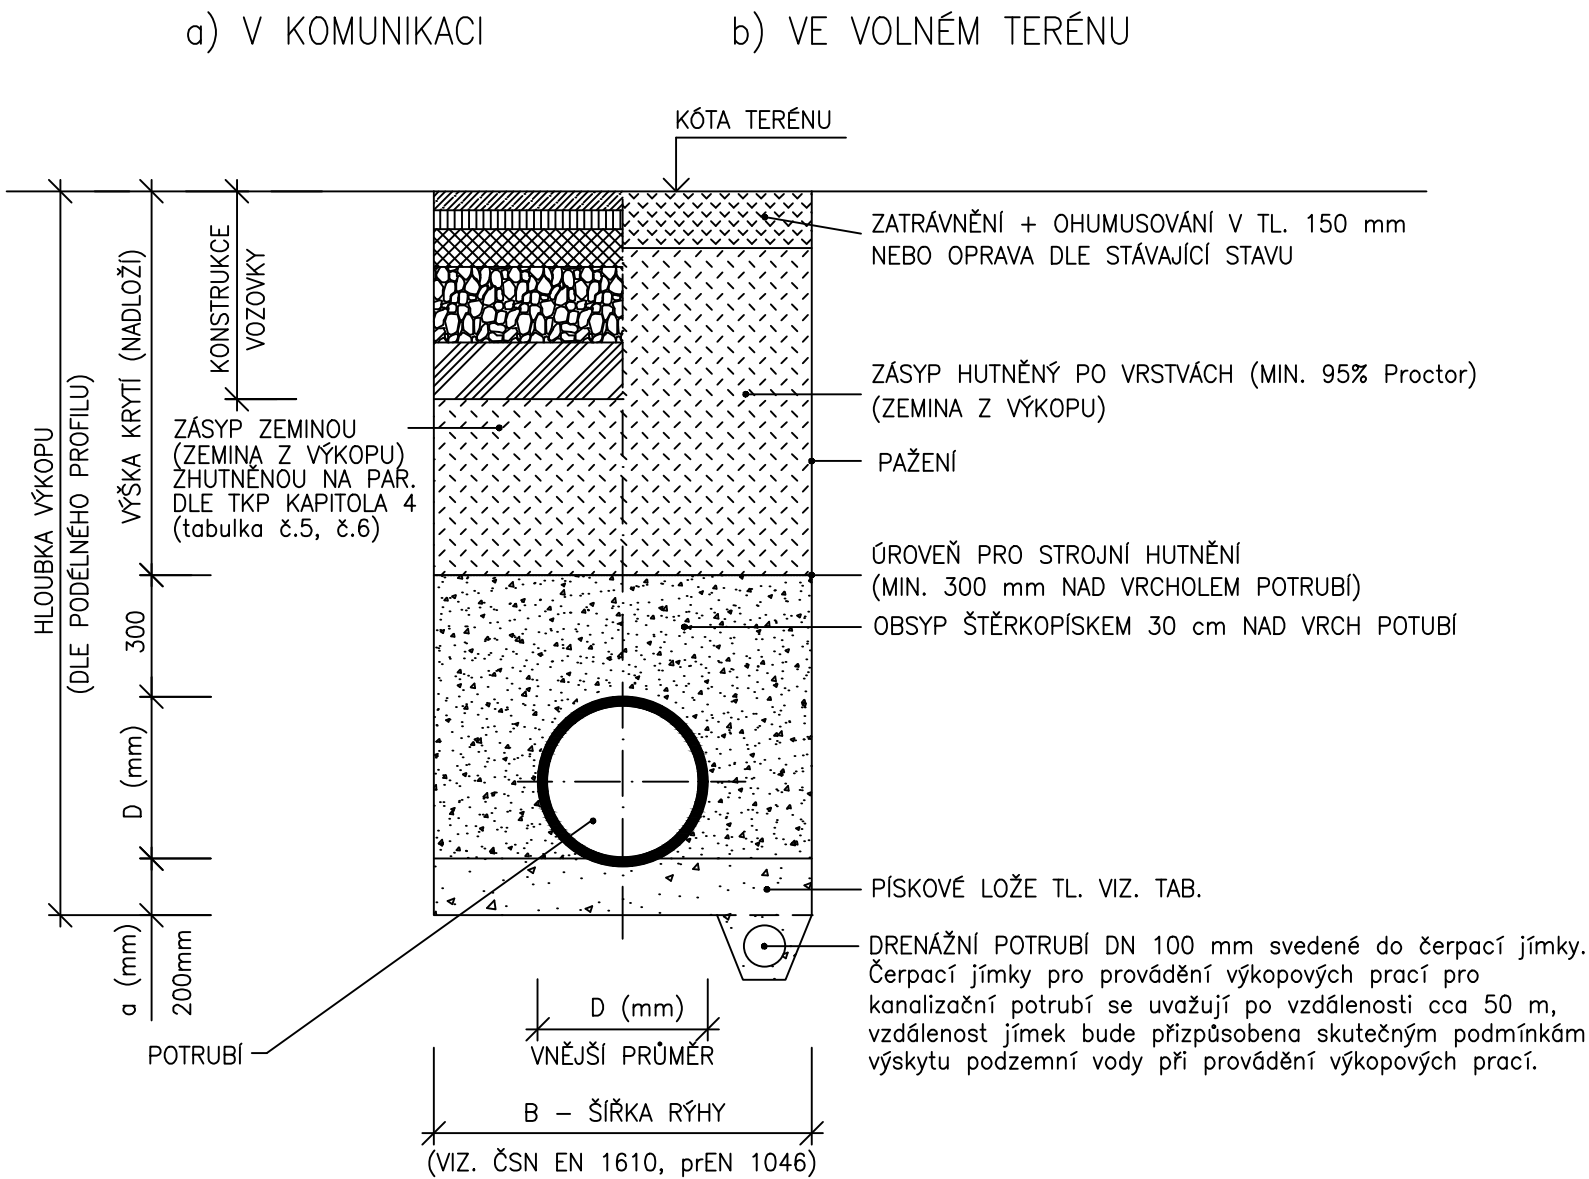 a) V KOMUNIKACI
b) VE VOLNÉM TERÉNU
KÓTA TERÉNU
ZATRÁVNĚNÍ + OHUMUSOVÁNÍ V TL. 150 mm
NEBO OPRAVA DLE STÁVAJÍCÍ STAVU
KONSTRUKCE
VOZOVKY
VÝŠKA KRYTÍ (NADLOŽÍ)
HLOUBKA VÝKOPU
(DLE PODÉLNÉHO PROFILU)
ZÁSYP HUTNĚNÝ PO VRSTVÁCH (MIN. 95% Proctor)
(ZEMINA Z VÝKOPU)
ZÁSYP ZEMINOU
(ZEMINA Z VÝKOPU)
ZHUTNĚNOU NA PAR.
DLE TKP KAPITOLA 4
(tabulka č.5, č.6)
PAŽENÍ
ÚROVEŇ PRO STROJNÍ HUTNĚNÍ
(MIN. 300 mm NAD VRCHOLEM POTRUBÍ)
OBSYP ŠTĚRKOPÍSKEM 30 cm NAD VRCH POTUBÍ
300
D (mm)
PÍSKOVÉ LOŽE TL. VIZ. TAB.
a (mm)
200mm
DRENÁŽNÍ POTRUBÍ DN 100 mm svedené do čerpací jímky.
Čerpací jímky pro provádění výkopových prací pro
kanalizační potrubí se uvažují po vzdálenosti cca 50 m,
vzdálenost jímek bude přizpůsobena skutečným podmínkám
výskytu podzemní vody při provádění výkopových prací.
POTRUBÍ
D (mm)
VNĚJŠÍ PRŮMĚR
B – ŠÍŘKA RÝHY
(VIZ. ČSN EN 1610, prEN 1046)